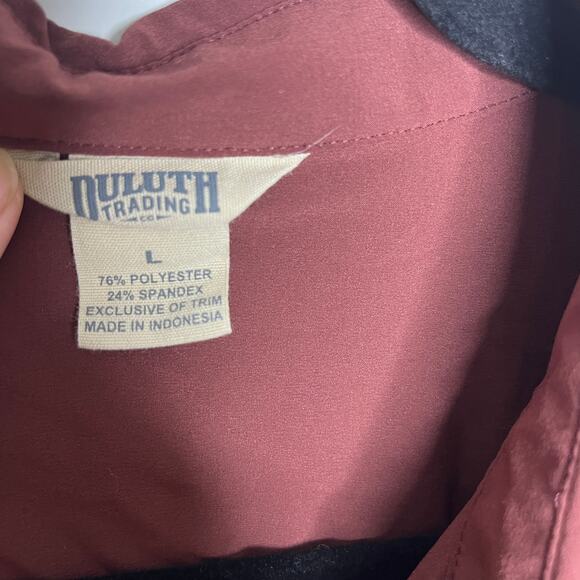 DULUTH
TRADING
CO
L
76% POLYESTER
24% SPANDEX
EXCLUSIVE OF TRIM
MADE IN INDONESIA